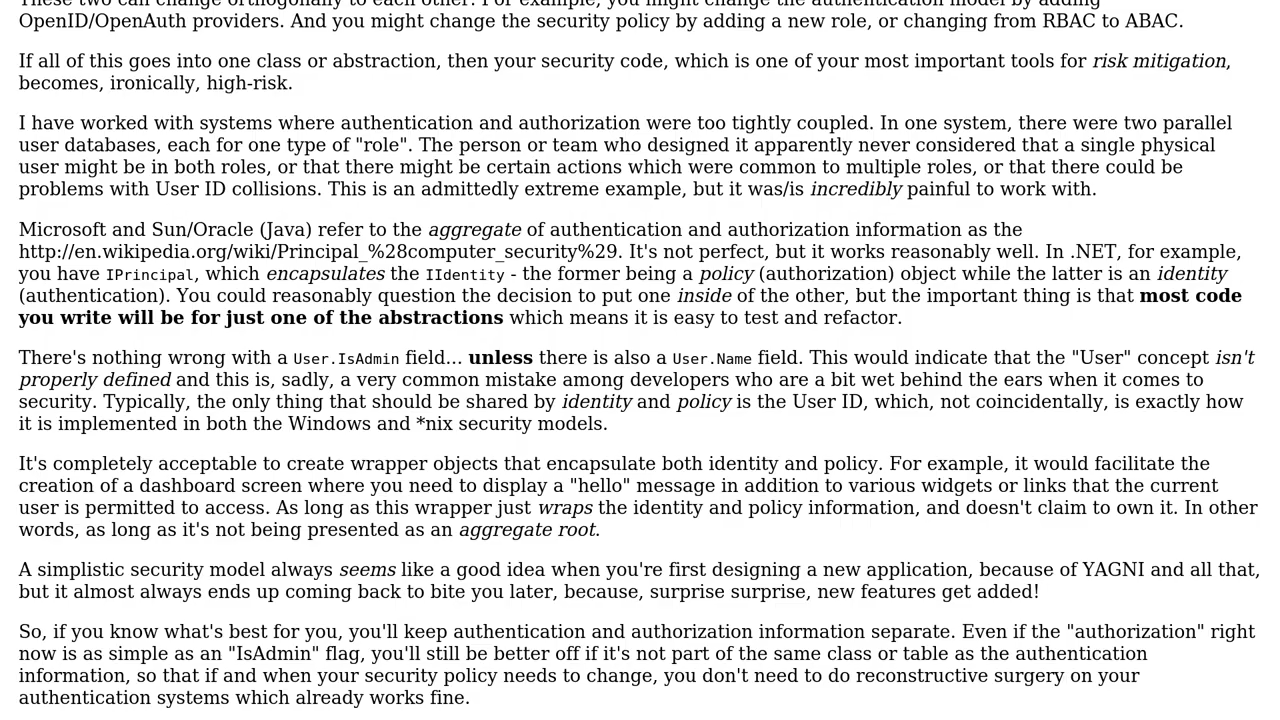 These two can change orthogonally to each other. For example, you might change the authentication model by adding
OpenID/OpenAuth providers. And you might change the security policy by adding a new role, or changing from RBAC to ABAC.
If all of this goes into one class or abstraction, then your security code, which is one of your most important tools for risk mitigation,
becomes, ironically, high-risk.
I have worked with systems where authentication and authorization were too tightly coupled. In one system, there were two parallel
user databases, each for one type of "role". The person or team who designed it apparently never considered that a single physical
user might be in both roles, or that there might be certain actions which were common to multiple roles, or that there could be
problems with User ID collisions. This is an admittedly extreme example, but it was/is incredibly painful to work with.
Microsoft and Sun/Oracle (Java) refer to the aggregate of authentication and authorization information as the
http://en.wikipedia.org/wiki/Principal_%28computer_security%29. It's not perfect, but it works reasonably well. In .NET, for example,
you have IPrincipal, which encapsulates the IIdentity - the former being a policy (authorization) object while the latter is an identity
(authentication). You could reasonably question the decision to put one inside of the other, but the important thing is that most code
you write will be for just one of the abstractions which means it is easy to test and refactor.
There's nothing wrong with a User.IsAdmin field... unless there is also a User.Name field. This would indicate that the "User" concept isn't
properly defined and this is, sadly, a very common mistake among developers who are a bit wet behind the ears when it comes to
security. Typically, the only thing that should be shared by identity and policy is the User ID, which, not coincidentally, is exactly how
it is implemented in both the Windows and *nix security models.
It's completely acceptable to create wrapper objects that encapsulate both identity and policy. For example, it would facilitate the
creation of a dashboard screen where you need to display a "hello" message in addition to various widgets or links that the current
user is permitted to access. As long as this wrapper just wraps the identity and policy information, and doesn't claim to own it. In other
words, as long as it's not being presented as an aggregate root.
A simplistic security model always seems like a good idea when you're first designing a new application, because of YAGNI and all that,
but it almost always ends up coming back to bite you later, because, surprise surprise, new features get added!
So, if you know what's best for you, you'll keep authentication and authorization information separate. Even if the "authorization" right
now is as simple as an "IsAdmin" flag, you'll still be better off if it's not part of the same class or table as the authentication
information, so that if and when your security policy needs to change, you don't need to do reconstructive surgery on your
authentication systems which already works fine.